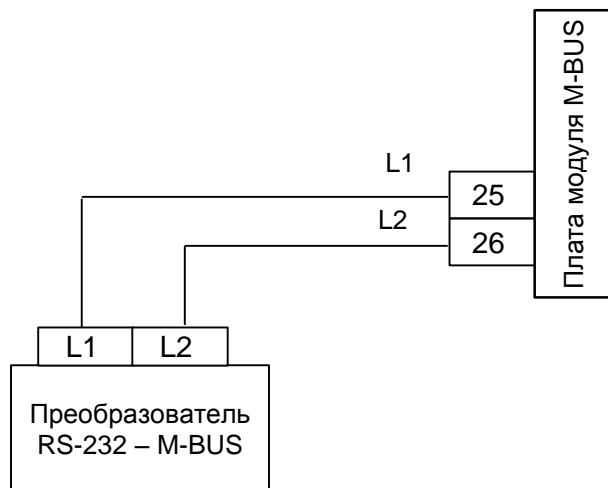 Плата модуля M-BUS
L1
25
L2
26
L1
L2
Преобразователь
RS-232 – M-BUS